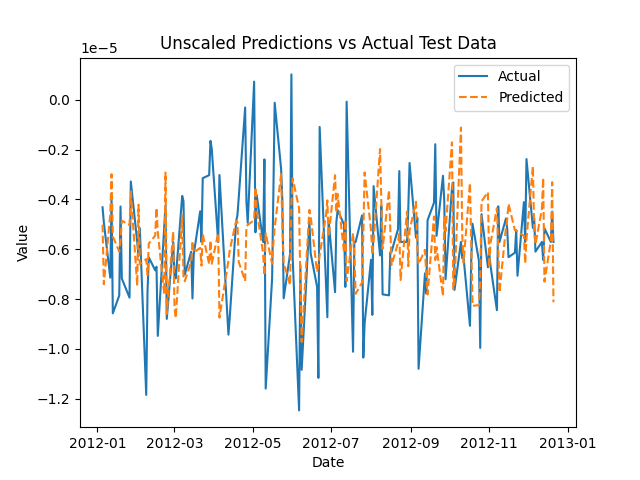 Unscaled Predictions vs Actual Test Data
1e−5
Actual
Predicted
0.0
−0.2
−0.4
−0.6
−0.8
−1.0
−1.2
Value
2012-01 2012-03 2012-05 2012-07 2012-09 2012-11 2013-01
Date